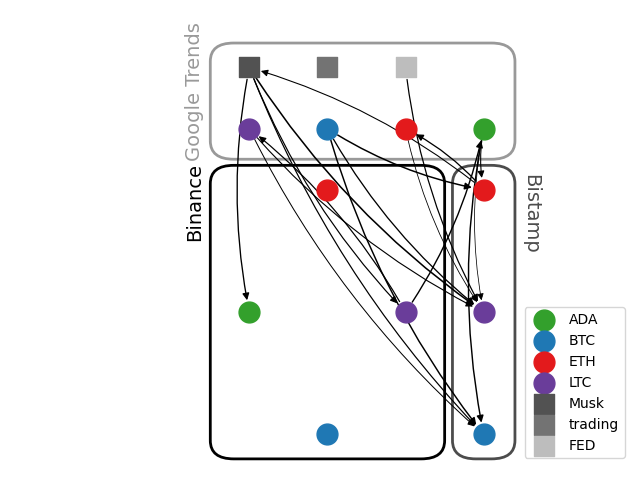 Google Trends
Binance
Bistamp
ADA
BTC
ETH
LTC
Musk
trading
FED